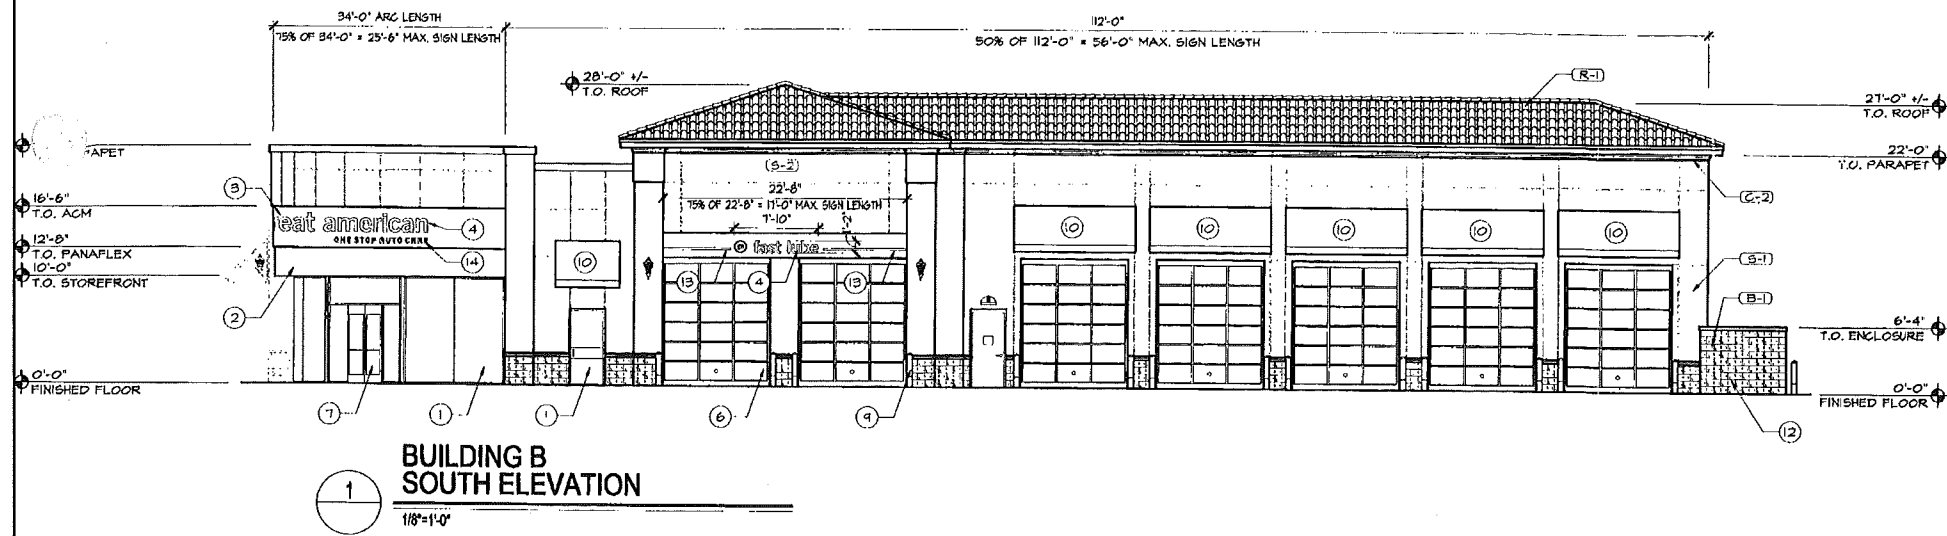 34'-0" ARC LENGTH
75% OF 34'-0" = 25'-6" MAX. SIGN LENGTH
112'-0"
50% OF 112'-0" = 56'-0" MAX. SIGN LENGTH
28'-0" +/-
T.O. ROOF
R-1
27'-0" +/-
T.O. ROOF
APET
22'-0"
T.O. PARAPET
(S-2)
22'-8"
75% OF 22'-8" = 17'-0" MAX. SIGN LENGTH
7'-10"
C-2
3
16'-6"
T.O. ACM
eat american
ONE STOP AUTO CARE
4
14
12'-8"
T.O. PANAFLEX
10'-0"
T.O. STOREFRONT
10
fast lube
13
4
13
10
10
10
10
10
S-1
B-1
2
6'-4"
T.O. ENCLOSURE
0'-0"
FINISHED FLOOR
0'-0"
FINISHED FLOOR
7
1
1
6
9
12
1
BUILDING B
SOUTH ELEVATION
1/8"=1'-0"